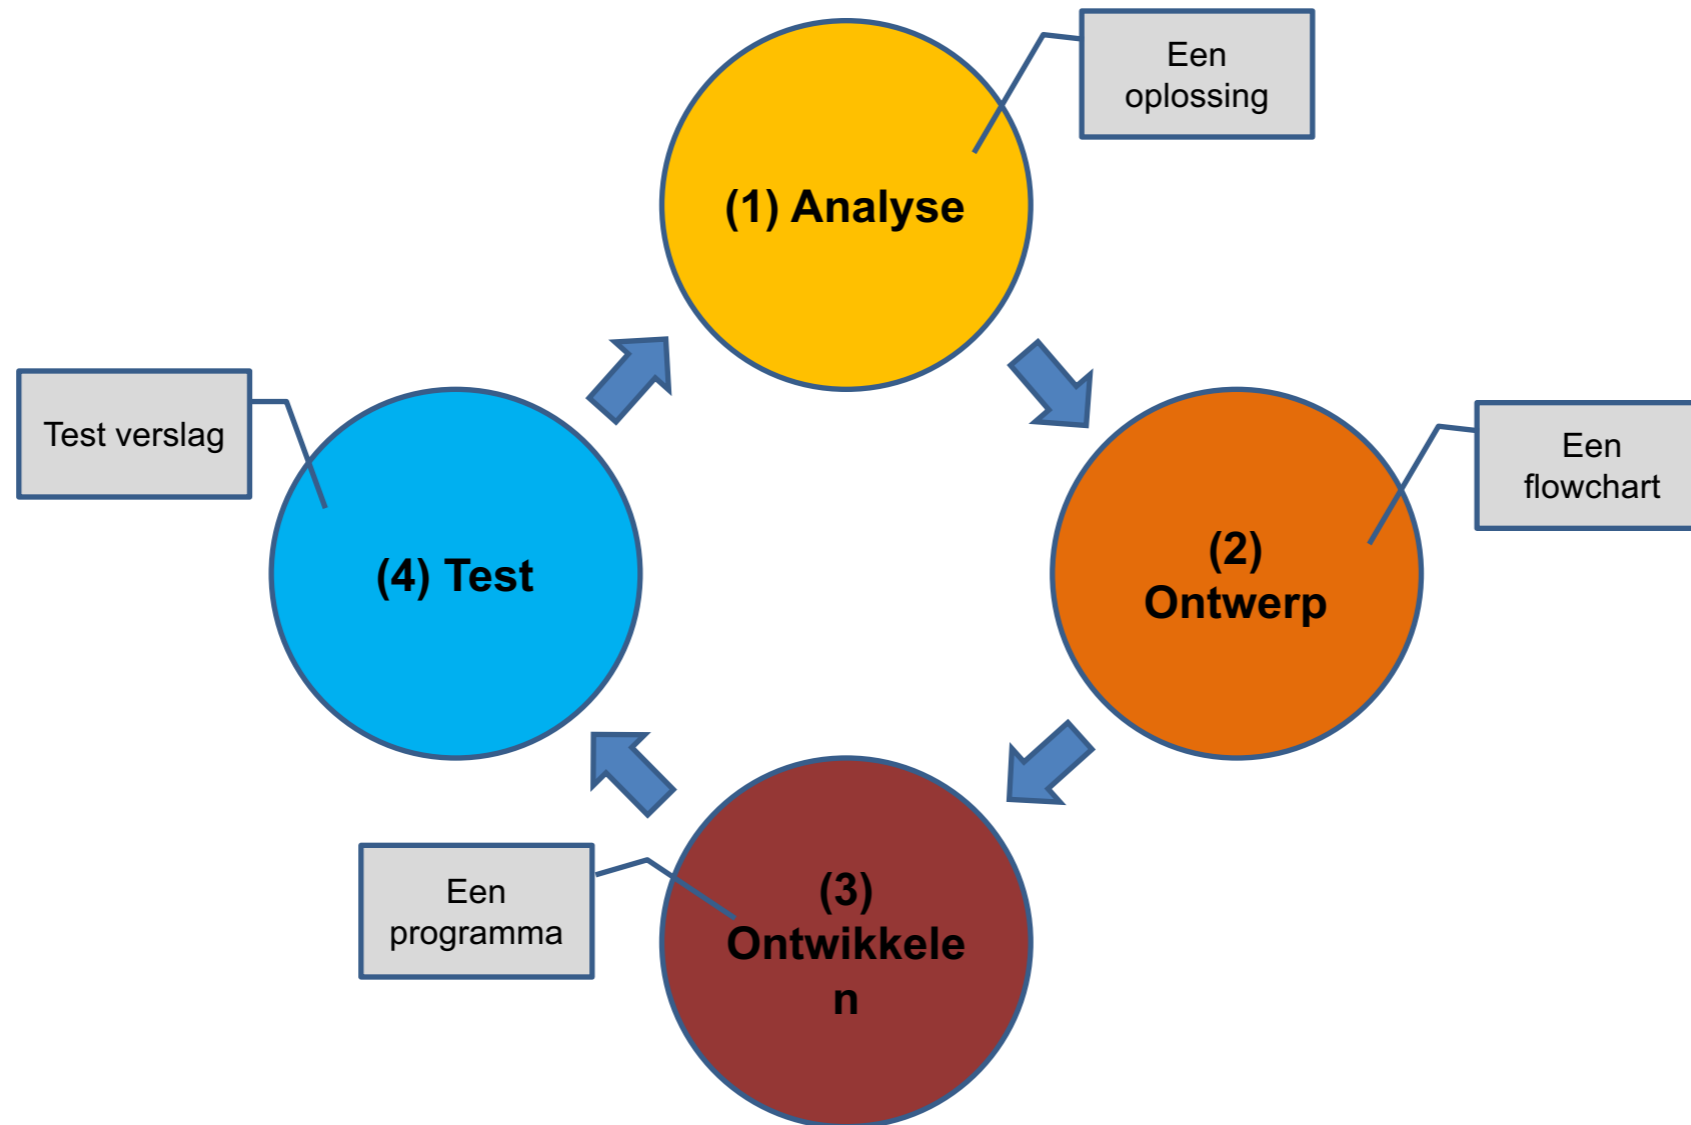 Een
oplossing
(1) Analyse
Test verslag
Een
flowchart
(2)
Ontwerp
(4) Test
Een
programma
(3)
Ontwikkele
n